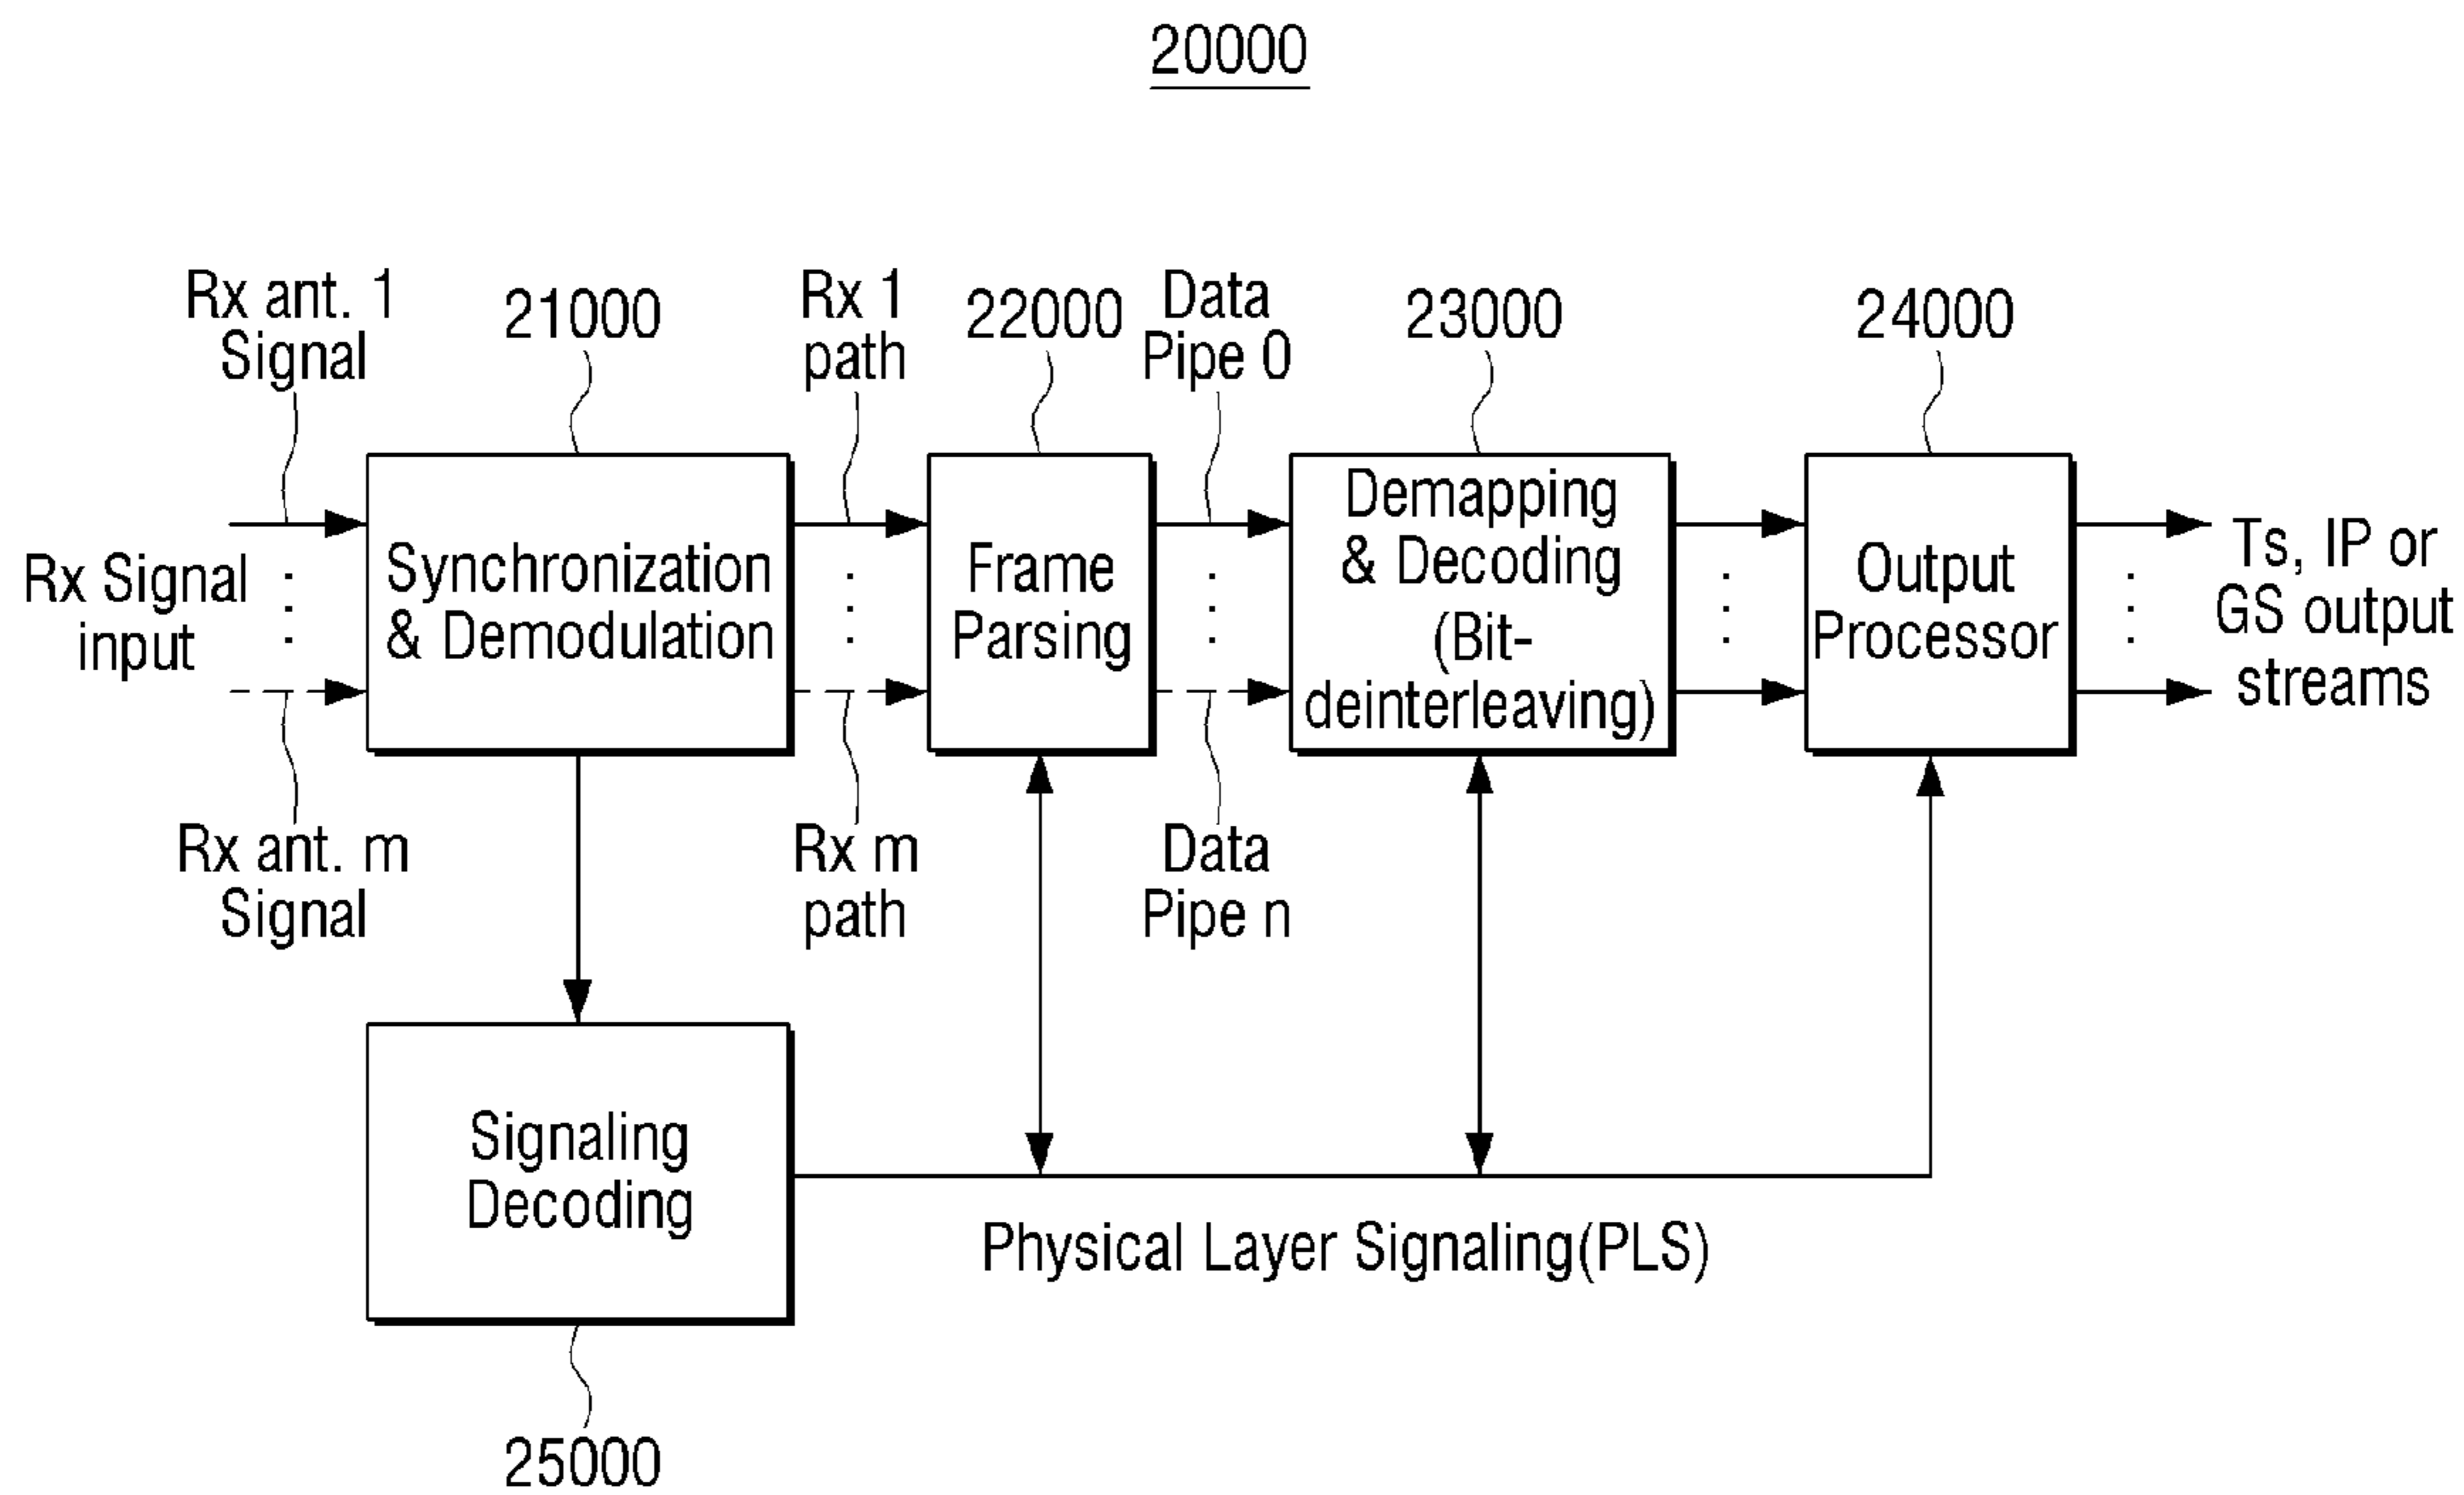 20000
Rx ant. 1
Signal
21000
Rx 1
path
22000
Data
Pipe 0
23000
24000
Rx Signal
input
Synchronization
& Demodulation
Frame
Parsing
Demapping
& Decoding
(Bit-
deinterleaving)
Output
Processor
Ts, IP or
GS output
streams
Rx ant. m
Signal
Rx m
path
Data
Pipe n
Signaling
Decoding
Physical Layer Signaling(PLS)
25000